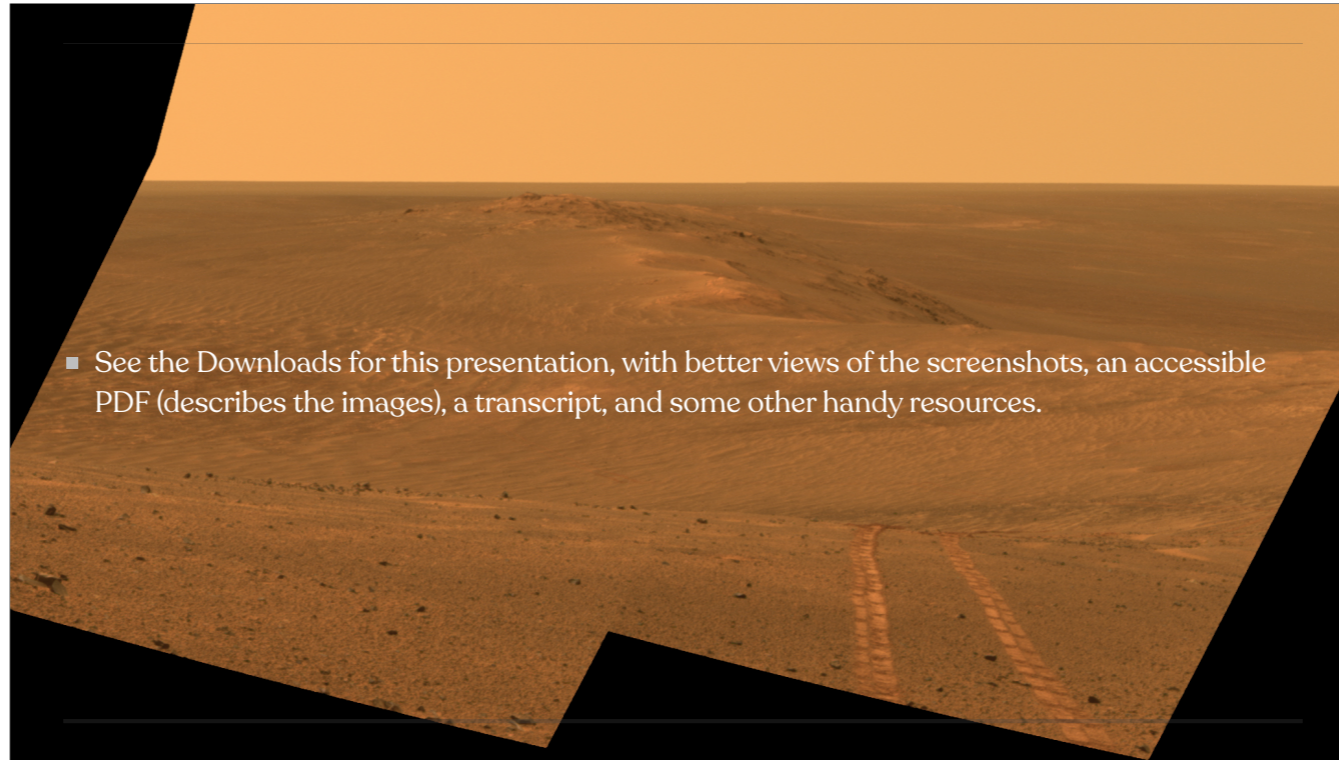 See the Downloads for this presentation, with better views of the screenshots, an accessible
PDF (describes the images), a transcript, and some other handy resources.